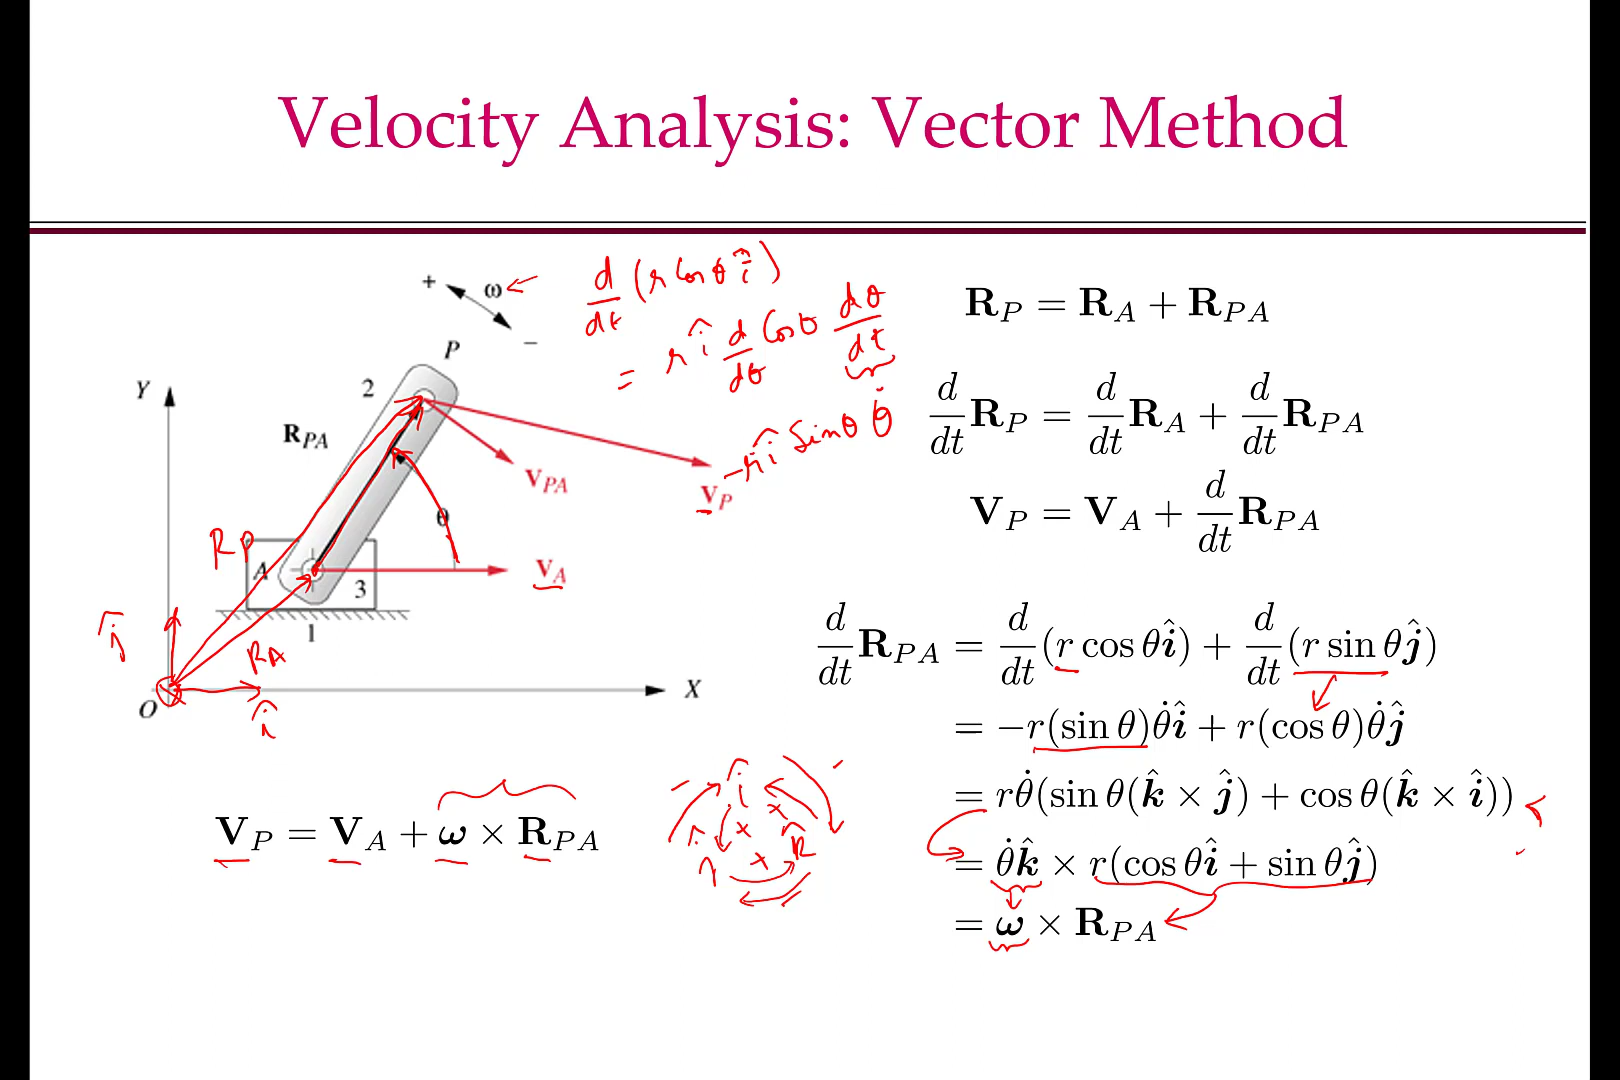 Velocity Analysis: Vector Method
+ ω
−
d/dt (r Cos θ î)
= r î d/dθ Cos θ dθ/dt
−r î Sin θ θ̇
P
Y
2
R_PA
V_PA
V_P
θ
R_P
A
V_A
3
1
ĵ
R_A
X
O
î
R_P = R_A + R_PA
d/dt R_P = d/dt R_A + d/dt R_PA
V_P = V_A + d/dt R_PA
d/dt R_PA = d/dt (r cos θ î) + d/dt (r sin θ ĵ)
= −r(sin θ)θ̇ î + r(cos θ)θ̇ ĵ
= rθ̇(sin θ(k̂ × ĵ) + cos θ(k̂ × î))
= θ̇ k̂ × r(cos θ î + sin θ ĵ)
= ω × R_PA
V_P = V_A + ω × R_PA
− î −
× ×
ĵ × k̂